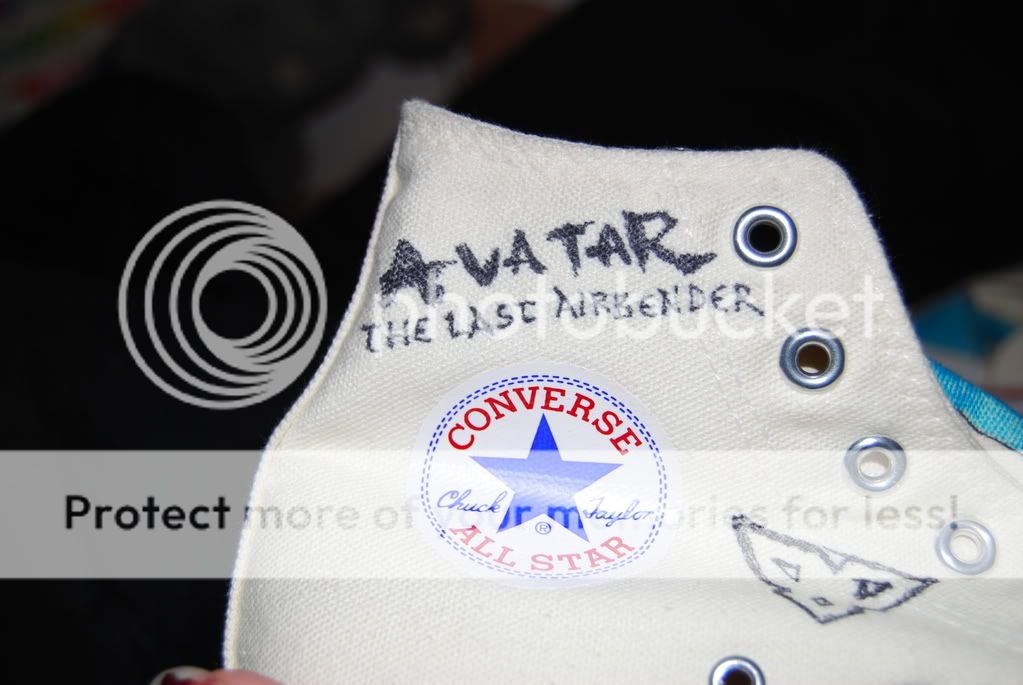 AVATAR
THE LAST AIRBENDER
photobucket
CONVERSE
Chuck Taylor
®
ALL STAR
Protect more of your memories for less!